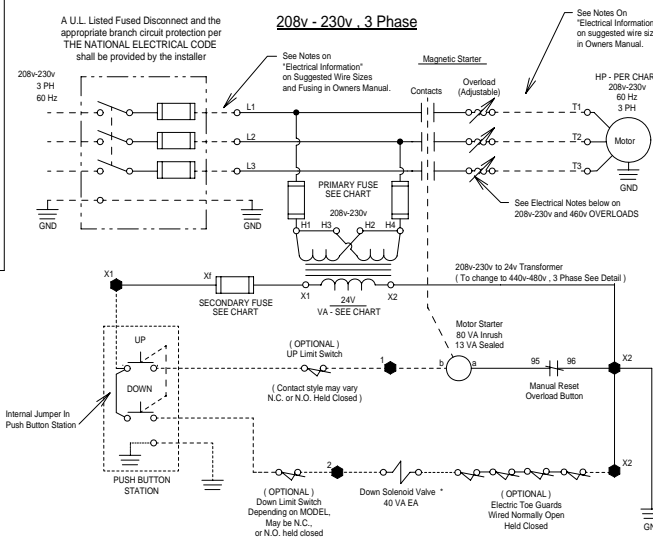 A U.L. Listed Fused Disconnect and the
appropriate branch circuit protection per
THE NATIONAL ELECTRICAL CODE
shall be provided by the installer
208v - 230v , 3 Phase
See Notes On
"Electrical Information
on suggested wire siz
in Owners Manual.
See Notes on
"Electrical Information"
on Suggested Wire Sizes
and Fusing in Owners Manual.
Magnetic Starter
Contacts
Overload
(Adjustable)
HP - PER CHAR
208v-230v
60 Hz
3 PH
208v-230v
3 PH
60 Hz
L1
T1
L2
T2
Motor
L3
T3
GND
GND
GND
PRIMARY FUSE
SEE CHART
208v-230v
H1
H3
H2
H4
See Electrical Notes below on
208v-230v and 460v OVERLOADS
X1
Xf
SECONDARY FUSE
SEE CHART
X1
24V
X2
VA - SEE CHART
208v-230v to 24v Transformer
( To change to 440v-480v , 3 Phase See Detail )
UP
DOWN
( OPTIONAL )
UP Limit Switch
( Contact style may vary
N.C. or N.O. Held Closed )
1
Motor Starter
80 VA Inrush
13 VA Sealed
b
a
95
96
X2
Manual Reset
Overload Button
Internal Jumper In
Push Button Station
PUSH BUTTON
STATION
2
X2
( OPTIONAL )
Down Limit Switch
Depending on MODEL,
May be N.C.,
or N.O. held closed
Down Solenoid Valve *
40 VA EA
( OPTIONAL )
Electric Toe Guards
Wired Normally Open
Held Closed
GN